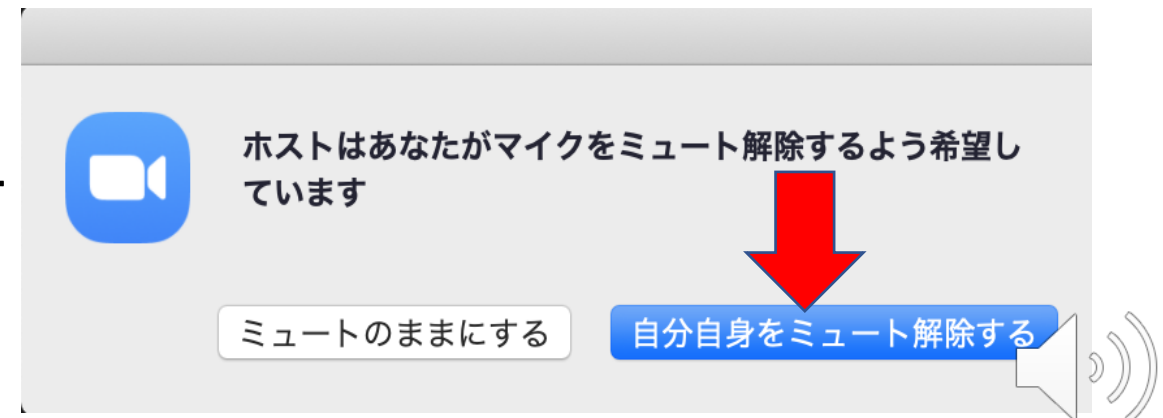 ホストはあなたがマイクをミュート解除するよう希望し
ています
ミュートのままにする
自分自身をミュート解除する